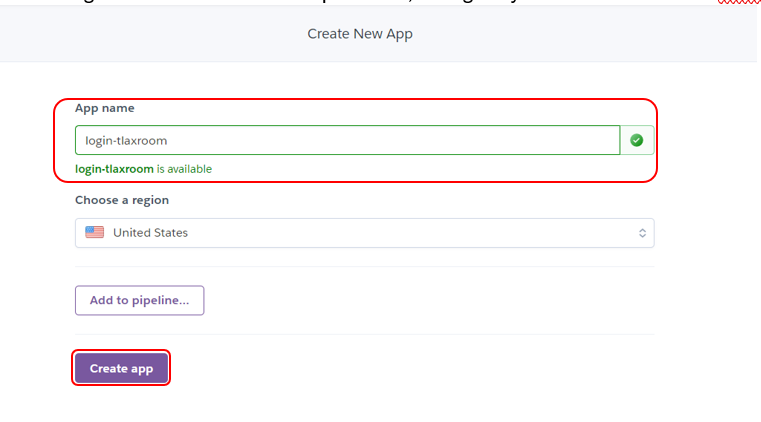 Create New App
App name
login-tlaxroom
login-tlaxroom is available
Choose a region
United States
Add to pipeline...
Create app